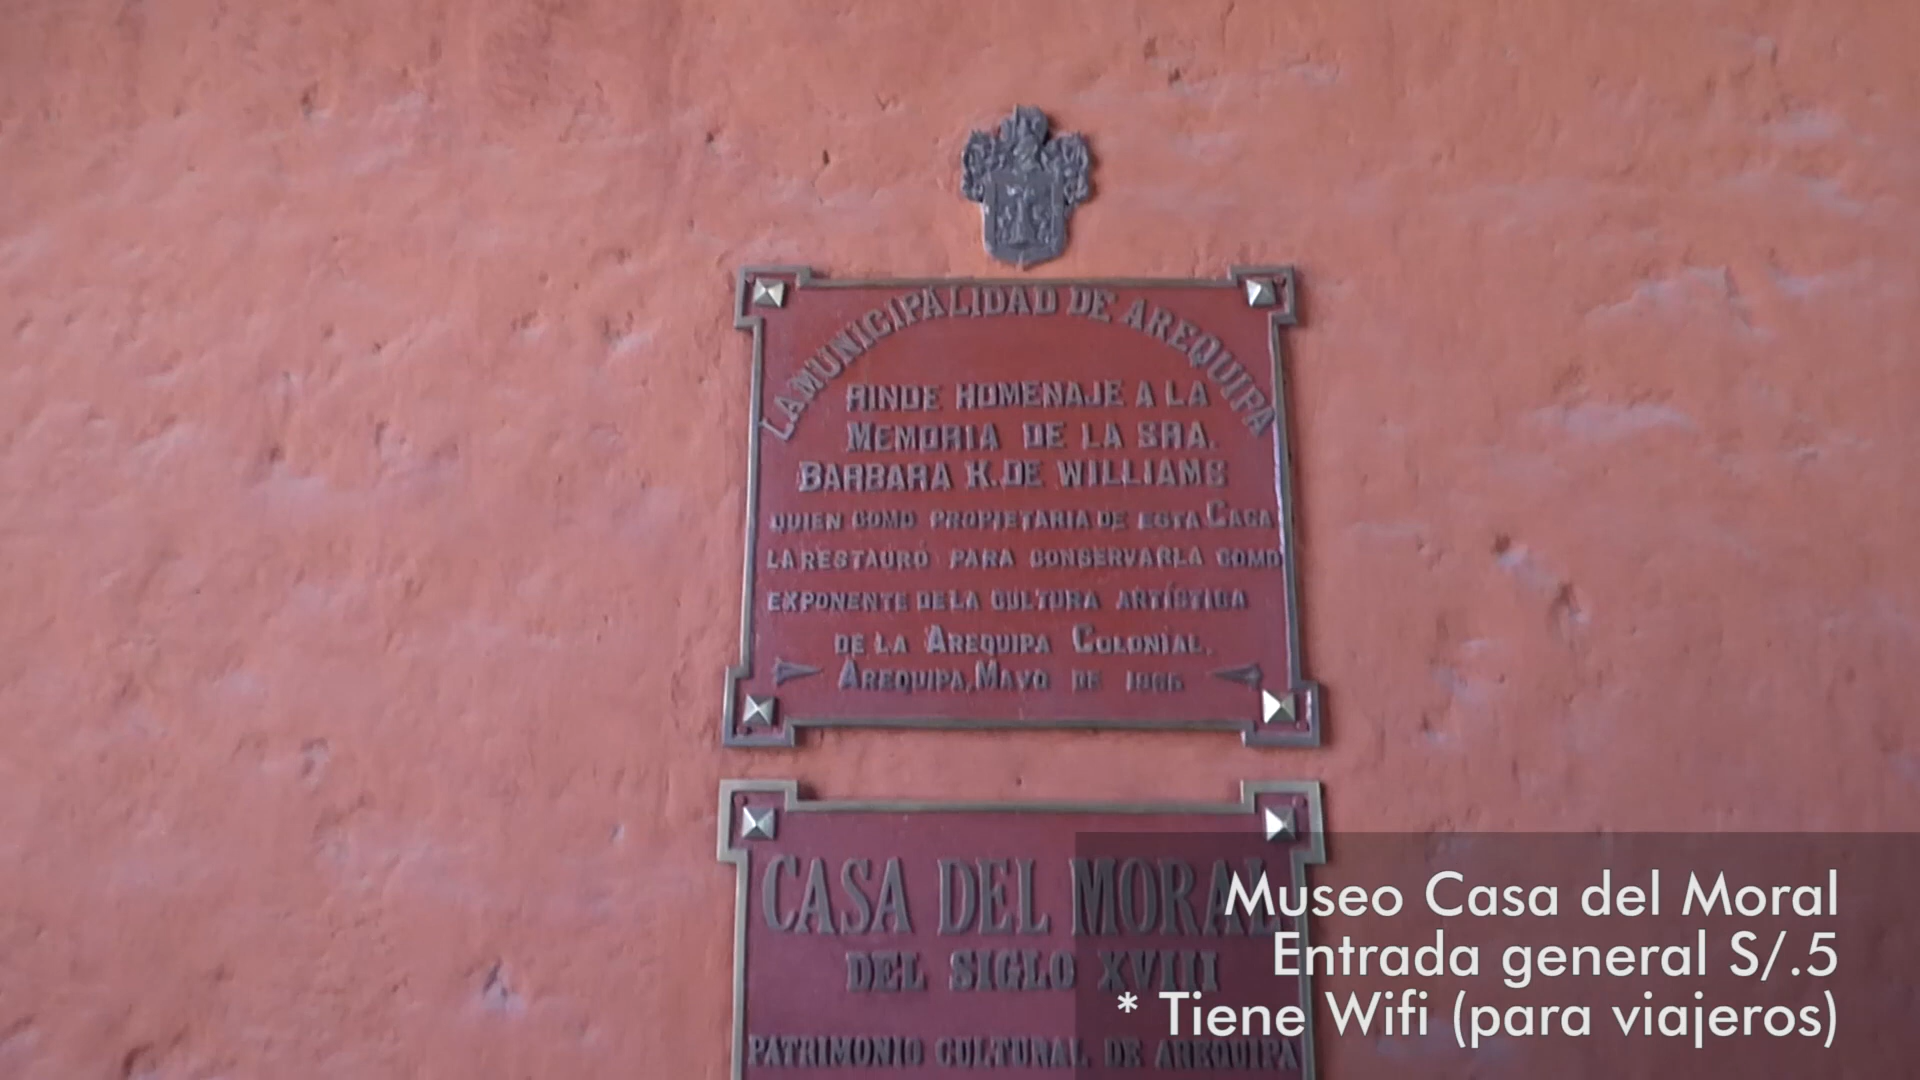 LA MUNICIPALIDAD DE AREQUIPA
RINDE HOMENAJE A LA
MEMORIA DE LA SRA.
BARBARA K. DE WILLIAMS
QUIEN COMO PROPIETARIA DE ESTA CASA
LA RESTAURO PARA CONSERVARLA COMO
EXPONENTE DE LA CULTURA ARTÍSTICA
DE LA AREQUIPA COLONIAL.
AREQUIPA, MAYO DE
CASA DEL MORAL
DEL SIGLO XVIII
PATRIMONIO CULTURAL DE AREQUIPA
Museo Casa del Moral
Entrada general S/.5
* Tiene Wifi (para viajeros)